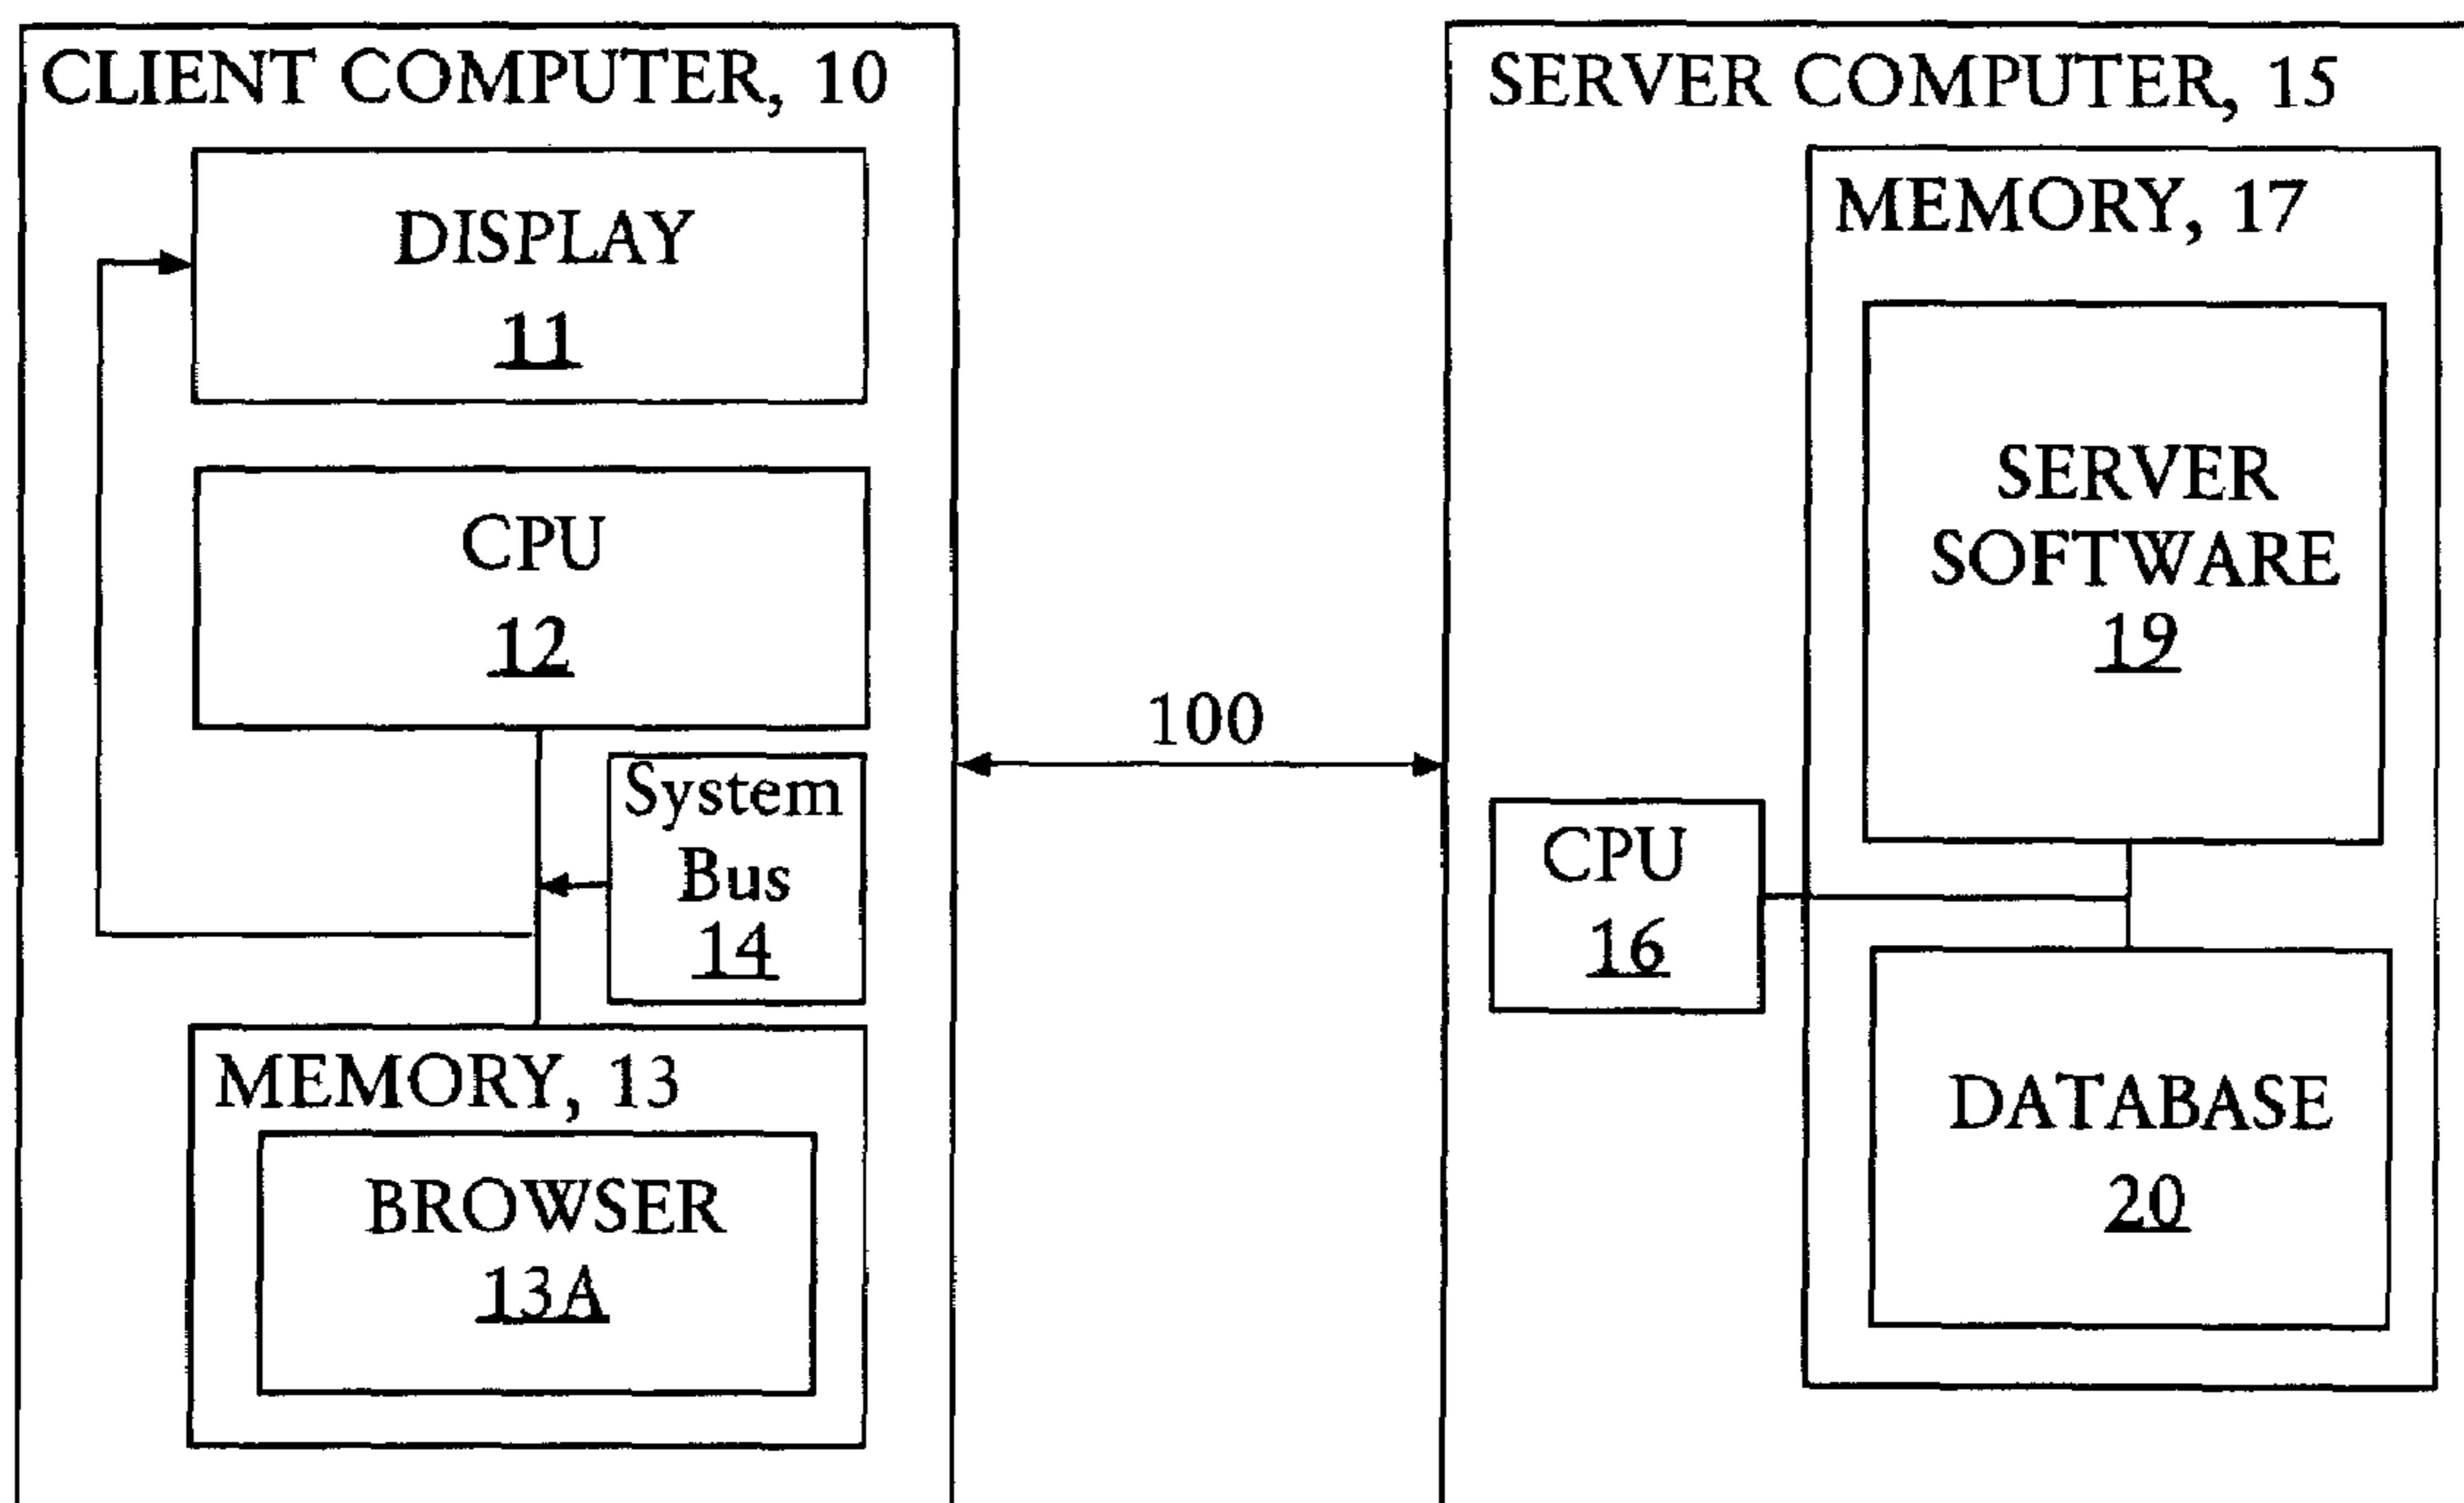 CLIENT COMPUTER, 10
DISPLAY
11
CPU
12
System
Bus
14
MEMORY, 13
BROWSER
13A
100
SERVER COMPUTER, 15
MEMORY, 17
SERVER
SOFTWARE
19
CPU
16
DATABASE
20